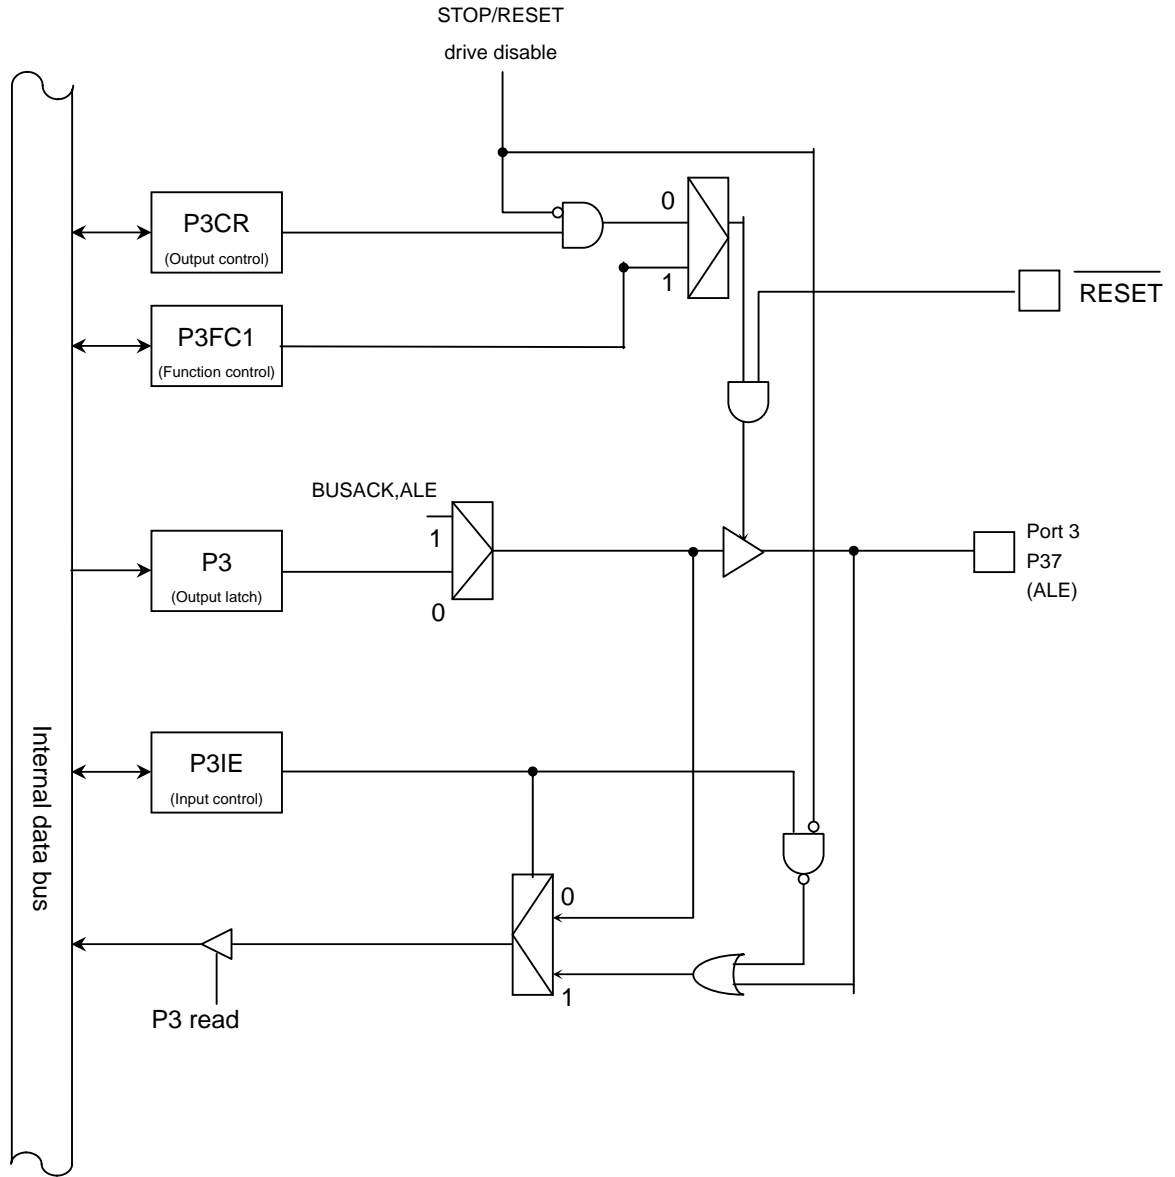 STOP/RESET
drive disable
P3CR
(Output control)
0
1
RESET
P3FC1
(Function control)
BUSACK,ALE
1
P3
(Output latch)
0
Port 3
P37
(ALE)
Internal data bus
P3IE
(Input control)
0
1
P3 read